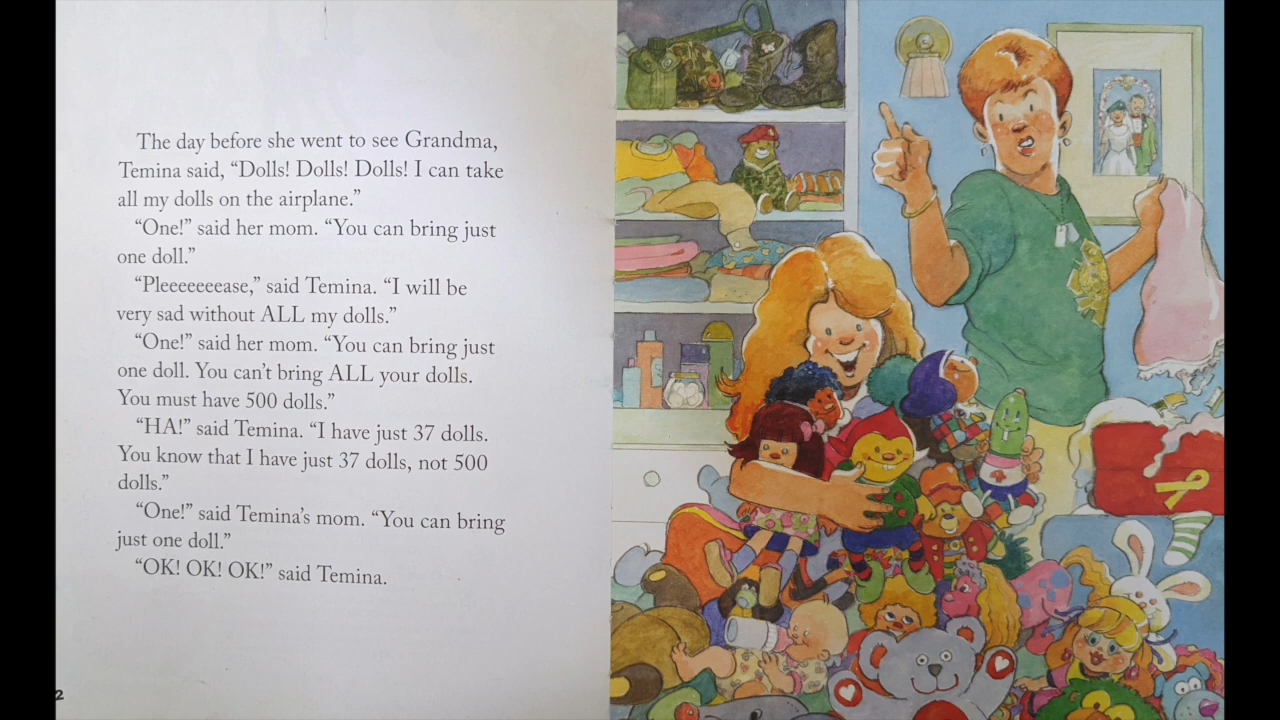 The day before she went to see Grandma,
Temina said, “Dolls! Dolls! Dolls! I can take
all my dolls on the airplane.”
“One!” said her mom. “You can bring just
one doll.”
“Pleeeeeeease,” said Temina. “I will be
very sad without ALL my dolls.”
“One!” said her mom. “You can bring just
one doll. You can’t bring ALL your dolls.
You must have 500 dolls.”
“HA!” said Temina. “I have just 37 dolls.
You know that I have just 37 dolls, not 500
dolls.”
“One!” said Temina’s mom. “You can bring
just one doll.”
“OK! OK! OK!” said Temina.
2